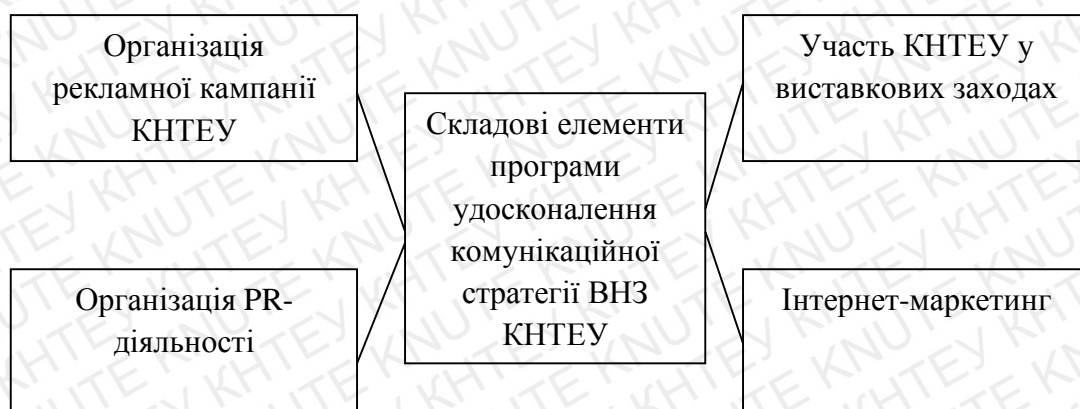 Організація
рекламної кампанії
КНТЕУ
Складові елементи
програми
удосконалення
комунікаційної
стратегії ВНЗ
КНТЕУ
Участь КНТЕУ у
виставкових заходах
Організація PR-
діяльності
Інтернет-маркетинг